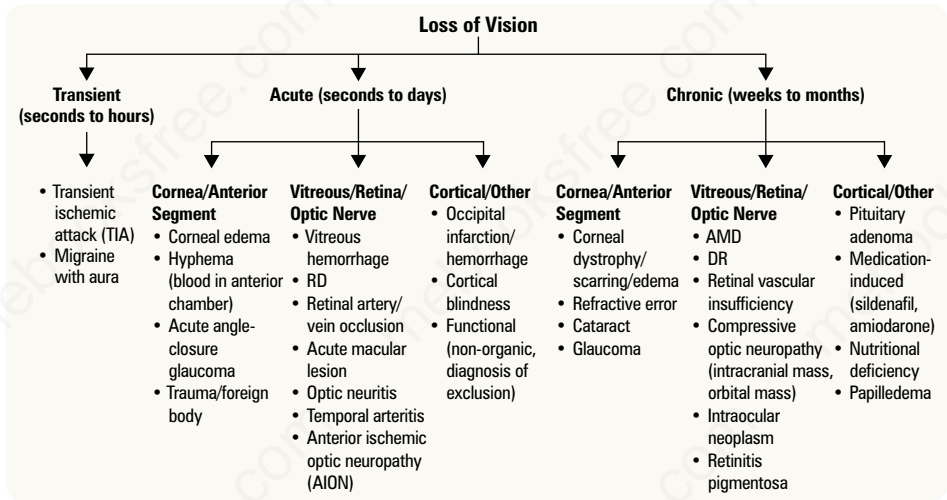 Loss of Vision
Transient
(seconds to hours)
• Transient
ischemic
attack (TIA)
• Migraine
with aura
Acute (seconds to days)
Cornea/Anterior
Segment
• Corneal edema
• Hyphema
(blood in anterior
chamber)
• Acute angle-
closure
glaucoma
• Trauma/foreign
body
Vitreous/Retina/
Optic Nerve
• Vitreous
hemorrhage
• RD
• Retinal artery/
vein occlusion
• Acute macular
lesion
• Optic neuritis
• Temporal arteritis
• Anterior ischemic
optic neuropathy
(AION)
Cortical/Other
• Occipital
infarction/
hemorrhage
• Cortical
blindness
• Functional
(non-organic,
diagnosis of
exclusion)
Chronic (weeks to months)
Cornea/Anterior
Segment
• Corneal
dystrophy/
scarring/edema
• Refractive error
• Cataract
• Glaucoma
Vitreous/Retina/
Optic Nerve
• AMD
• DR
• Retinal vascular
insufficiency
• Compressive
optic neuropathy
(intracranial mass,
orbital mass)
• Intraocular
neoplasm
• Retinitis
pigmentosa
Cortical/Other
• Pituitary
adenoma
• Medication-
induced
(sildenafil,
amiodarone)
• Nutritional
deficiency
• Papilledema